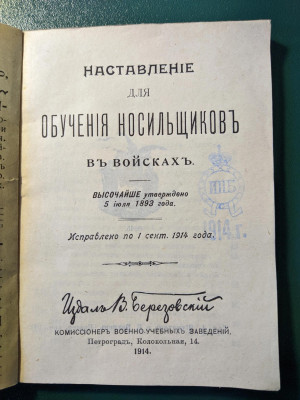 НАСТАВЛЕНІЕ
ДЛЯ
ОБУЧЕНІЯ НОСИЛЬЩИКОВЪ
ВЪ ВОЙСКАХЪ.
ВЫСОЧАЙШЕ утверждено
5 іюля 1893 года.
Исправлено по 1 сент. 1914 года.
Издалъ В. Березовскій
КОМИССІОНЕРЪ ВОЕННО-УЧЕБНЫХЪ ЗАВЕДЕНІЙ,
Петроградъ, Колокольная, 14.
1914.